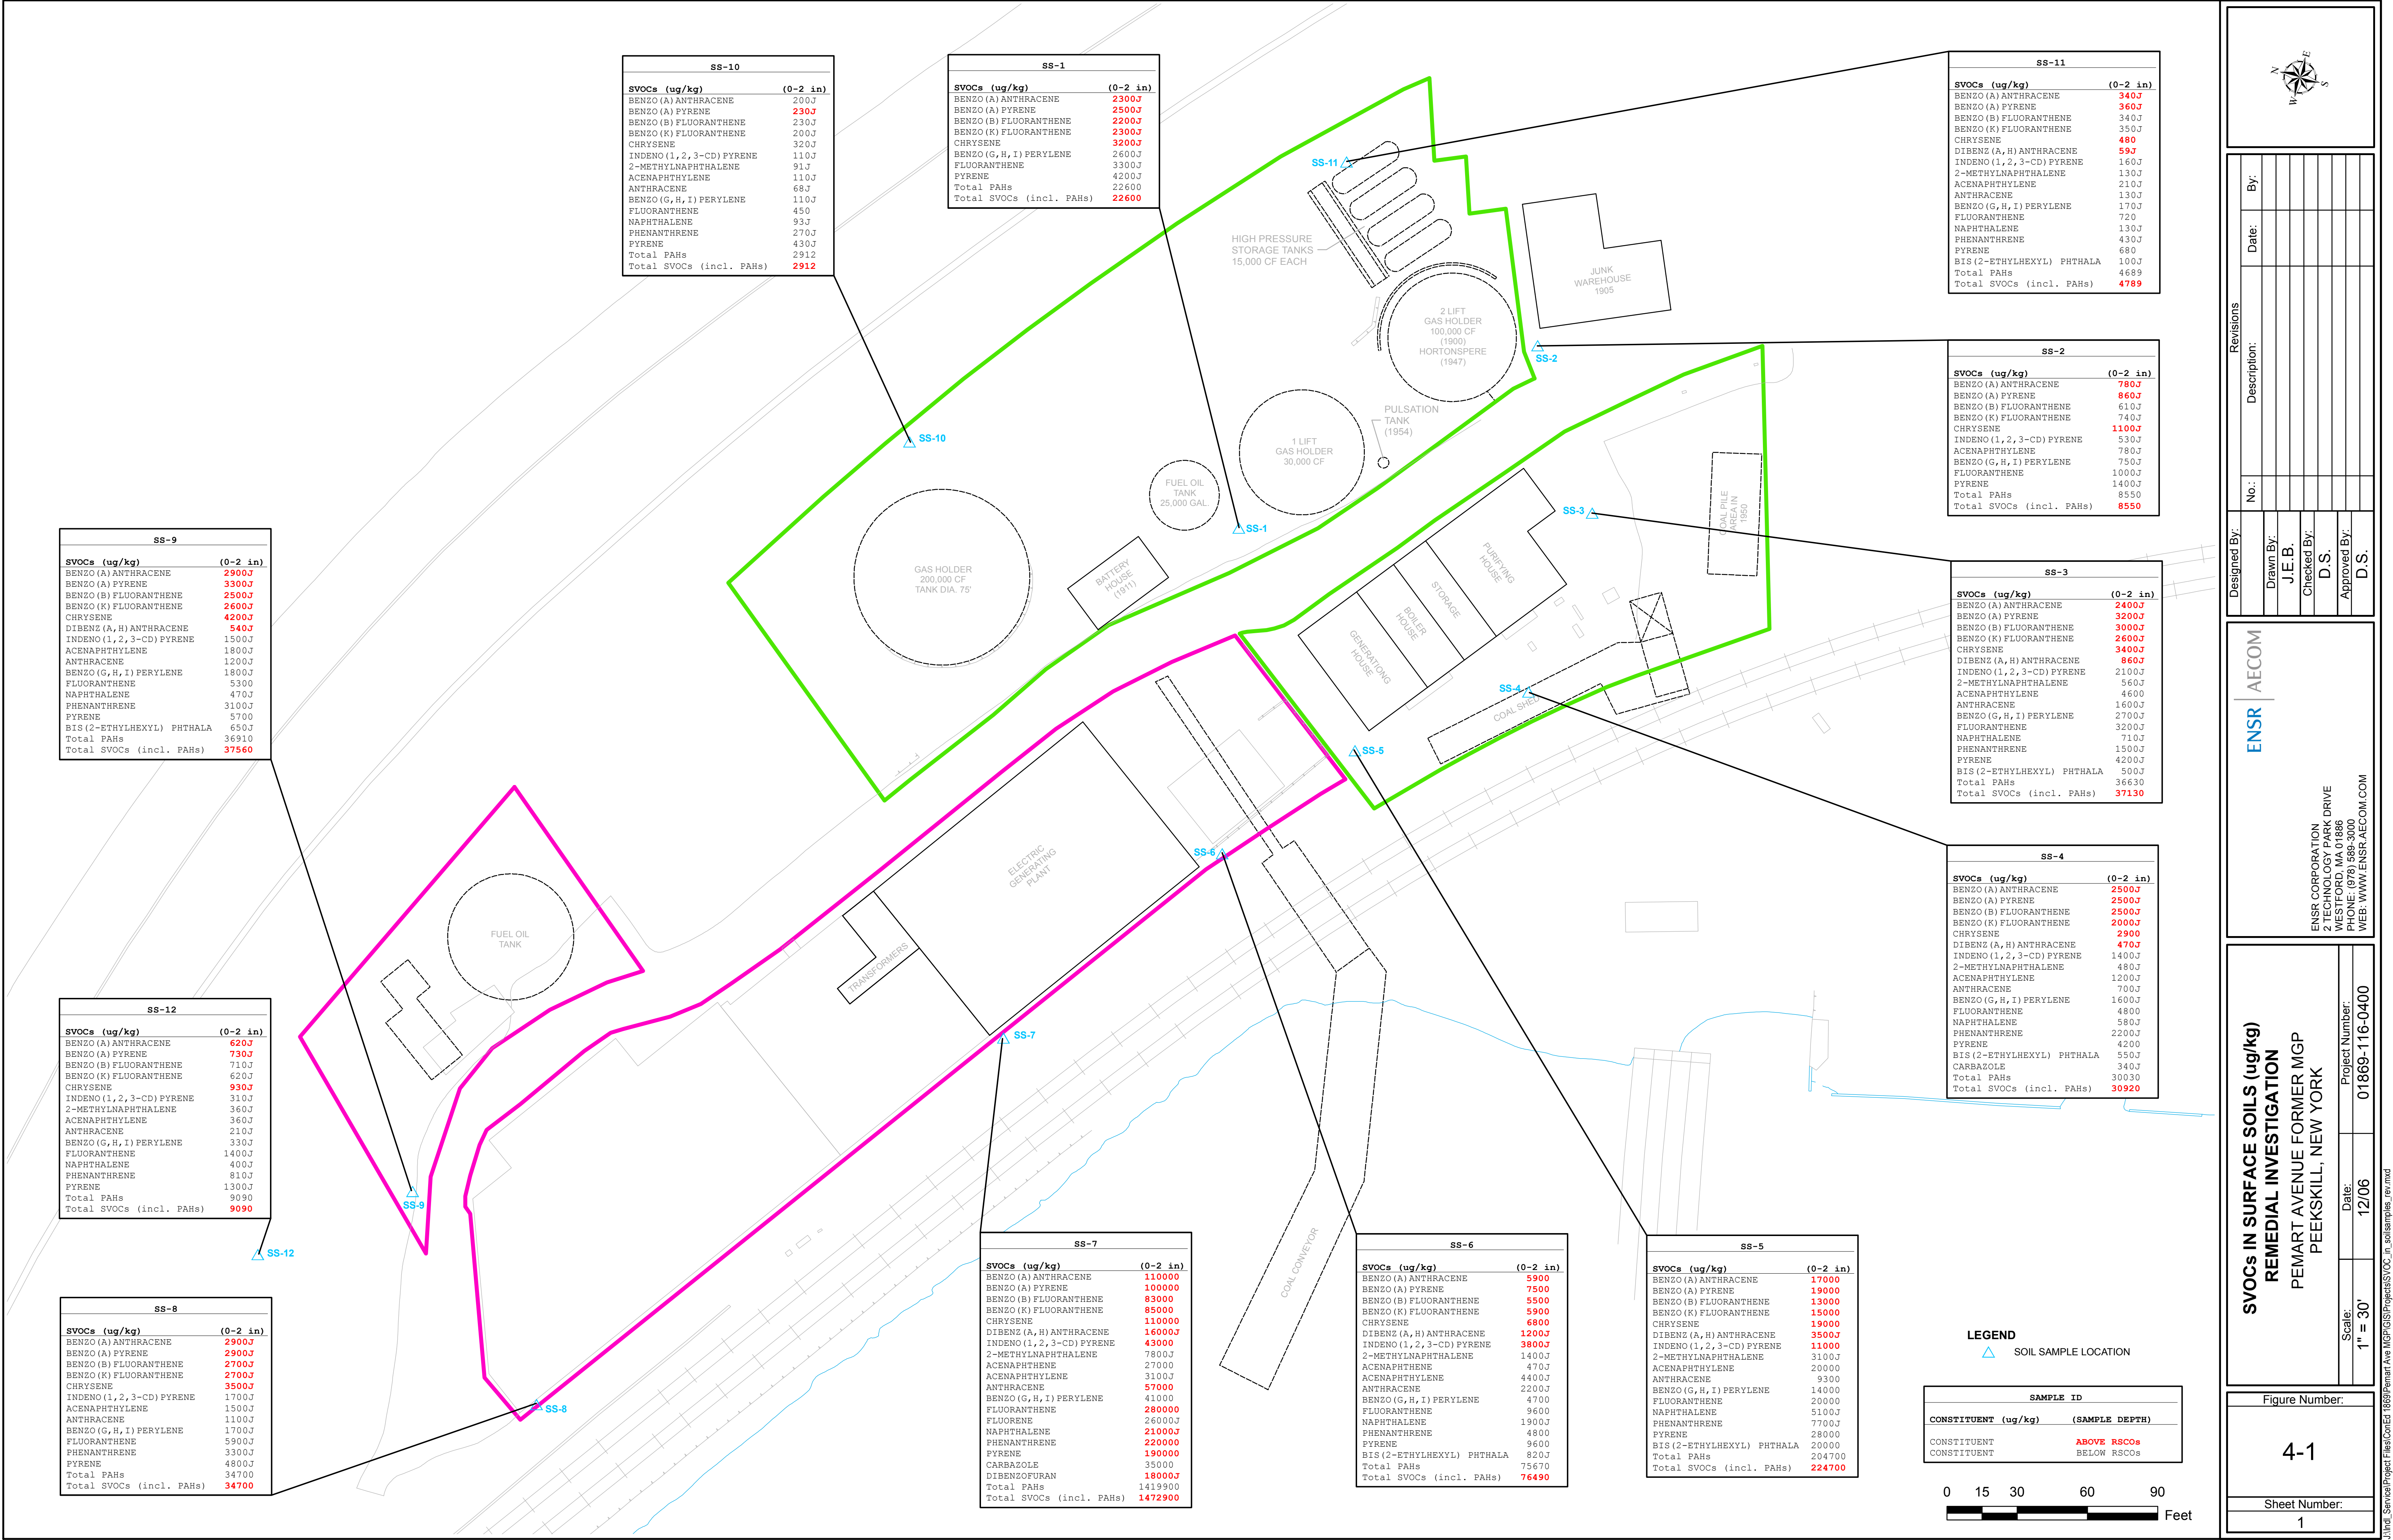 SS-10
SVOCs (ug/kg) (0-2 in)
BENZO(A)ANTHRACENE 200J
BENZO(A)PYRENE 230J
BENZO(B)FLUORANTHENE 230J
BENZO(K)FLUORANTHENE 200J
CHRYSENE 320J
INDENO(1,2,3-CD)PYRENE 110J
2-METHYLNAPHTHALENE 91J
ACENAPHTHYLENE 110J
ANTHRACENE 68J
BENZO(G,H,I)PERYLENE 110J
FLUORANTHENE 450
NAPHTHALENE 93J
PHENANTHRENE 270J
PYRENE 430J
Total PAHs 2912
Total SVOCs (incl. PAHs) 2912
SS-1
SVOCs (ug/kg) (0-2 in)
BENZO(A)ANTHRACENE 2300J
BENZO(A)PYRENE 2500J
BENZO(B)FLUORANTHENE 2200J
BENZO(K)FLUORANTHENE 2300J
CHRYSENE 3200J
BENZO(G,H,I)PERYLENE 2600J
FLUORANTHENE 3300J
PYRENE 4200J
Total PAHs 22600
Total SVOCs (incl. PAHs) 22600
SS-11
SVOCs (ug/kg) (0-2 in)
BENZO(A)ANTHRACENE 340J
BENZO(A)PYRENE 360J
BENZO(B)FLUORANTHENE 340J
BENZO(K)FLUORANTHENE 350J
CHRYSENE 480
DIBENZ(A,H)ANTHRACENE 59J
INDENO(1,2,3-CD)PYRENE 160J
2-METHYLNAPHTHALENE 130J
ACENAPHTHYLENE 210J
ANTHRACENE 130J
BENZO(G,H,I)PERYLENE 170J
FLUORANTHENE 720
NAPHTHALENE 130J
PHENANTHRENE 430J
PYRENE 680
BIS(2-ETHYLHEXYL) PHTHALA 100J
Total PAHs 4689
Total SVOCs (incl. PAHs) 4789
SS-2
SVOCs (ug/kg) (0-2 in)
BENZO(A)ANTHRACENE 780J
BENZO(A)PYRENE 860J
BENZO(B)FLUORANTHENE 610J
BENZO(K)FLUORANTHENE 740J
CHRYSENE 1100J
INDENO(1,2,3-CD)PYRENE 530J
ACENAPHTHYLENE 780J
BENZO(G,H,I)PERYLENE 750J
FLUORANTHENE 1000J
PYRENE 1400J
Total PAHs 8550
Total SVOCs (incl. PAHs) 8550
SS-3
SVOCs (ug/kg) (0-2 in)
BENZO(A)ANTHRACENE 2400J
BENZO(A)PYRENE 3200J
BENZO(B)FLUORANTHENE 3000J
BENZO(K)FLUORANTHENE 2600J
CHRYSENE 3400J
DIBENZ(A,H)ANTHRACENE 860J
INDENO(1,2,3-CD)PYRENE 2100J
2-METHYLNAPHTHALENE 560J
ACENAPHTHYLENE 4600
ANTHRACENE 1600J
BENZO(G,H,I)PERYLENE 2700J
FLUORANTHENE 3200J
NAPHTHALENE 710J
PHENANTHRENE 1500J
PYRENE 4200J
BIS(2-ETHYLHEXYL) PHTHALA 500J
Total PAHs 36630
Total SVOCs (incl. PAHs) 37130
SS-4
SVOCs (ug/kg) (0-2 in)
BENZO(A)ANTHRACENE 2500J
BENZO(A)PYRENE 2500J
BENZO(B)FLUORANTHENE 2500J
BENZO(K)FLUORANTHENE 2000J
CHRYSENE 2900
DIBENZ(A,H)ANTHRACENE 470J
INDENO(1,2,3-CD)PYRENE 1400J
2-METHYLNAPHTHALENE 480J
ACENAPHTHYLENE 1200J
ANTHRACENE 700J
BENZO(G,H,I)PERYLENE 1600J
FLUORANTHENE 4800
NAPHTHALENE 580J
PHENANTHRENE 2200J
PYRENE 4200
BIS(2-ETHYLHEXYL) PHTHALA 550J
CARBAZOLE 340J
Total PAHs 30030
Total SVOCs (incl. PAHs) 30920
SS-9
SVOCs (ug/kg) (0-2 in)
BENZO(A)ANTHRACENE 2900J
BENZO(A)PYRENE 3300J
BENZO(B)FLUORANTHENE 2500J
BENZO(K)FLUORANTHENE 2600J
CHRYSENE 4200J
DIBENZ(A,H)ANTHRACENE 540J
INDENO(1,2,3-CD)PYRENE 1500J
ACENAPHTHYLENE 1800J
ANTHRACENE 1200J
BENZO(G,H,I)PERYLENE 1800J
FLUORANTHENE 5300
NAPHTHALENE 470J
PHENANTHRENE 3100J
PYRENE 5700
BIS(2-ETHYLHEXYL) PHTHALA 650J
Total PAHs 36910
Total SVOCs (incl. PAHs) 37560
SS-12
SVOCs (ug/kg) (0-2 in)
BENZO(A)ANTHRACENE 620J
BENZO(A)PYRENE 730J
BENZO(B)FLUORANTHENE 710J
BENZO(K)FLUORANTHENE 620J
CHRYSENE 930J
INDENO(1,2,3-CD)PYRENE 310J
2-METHYLNAPHTHALENE 360J
ACENAPHTHYLENE 360J
ANTHRACENE 210J
BENZO(G,H,I)PERYLENE 330J
FLUORANTHENE 1400J
NAPHTHALENE 400J
PHENANTHRENE 810J
PYRENE 1300J
Total PAHs 9090
Total SVOCs (incl. PAHs) 9090
SS-8
SVOCs (ug/kg) (0-2 in)
BENZO(A)ANTHRACENE 2900J
BENZO(A)PYRENE 2900J
BENZO(B)FLUORANTHENE 2700J
BENZO(K)FLUORANTHENE 2700J
CHRYSENE 3500J
INDENO(1,2,3-CD)PYRENE 1700J
ACENAPHTHYLENE 1500J
ANTHRACENE 1100J
BENZO(G,H,I)PERYLENE 1700J
FLUORANTHENE 5900J
PHENANTHRENE 3300J
PYRENE 4800J
Total PAHs 34700
Total SVOCs (incl. PAHs) 34700
SS-7
SVOCs (ug/kg) (0-2 in)
BENZO(A)ANTHRACENE 110000
BENZO(A)PYRENE 100000
BENZO(B)FLUORANTHENE 83000
BENZO(K)FLUORANTHENE 85000
CHRYSENE 110000
DIBENZ(A,H)ANTHRACENE 16000J
INDENO(1,2,3-CD)PYRENE 43000
2-METHYLNAPHTHALENE 7800J
ACENAPHTHENE 27000
ACENAPHTHYLENE 3100J
ANTHRACENE 57000
BENZO(G,H,I)PERYLENE 41000
FLUORANTHENE 280000
FLUORENE 26000J
NAPHTHALENE 21000J
PHENANTHRENE 220000
PYRENE 190000
CARBAZOLE 35000
DIBENZOFURAN 18000J
Total PAHs 1419900
Total SVOCs (incl. PAHs) 1472900
SS-6
SVOCs (ug/kg) (0-2 in)
BENZO(A)ANTHRACENE 5900
BENZO(A)PYRENE 7500
BENZO(B)FLUORANTHENE 5500
BENZO(K)FLUORANTHENE 5900
CHRYSENE 6800
DIBENZ(A,H)ANTHRACENE 1200J
INDENO(1,2,3-CD)PYRENE 3800J
2-METHYLNAPHTHALENE 1400J
ACENAPHTHENE 470J
ACENAPHTHYLENE 4400J
ANTHRACENE 2200J
BENZO(G,H,I)PERYLENE 4700
FLUORANTHENE 9600
NAPHTHALENE 1900J
PHENANTHRENE 4800
PYRENE 9600
BIS(2-ETHYLHEXYL) PHTHALA 820J
Total PAHs 75670
Total SVOCs (incl. PAHs) 76490
SS-5
SVOCs (ug/kg) (0-2 in)
BENZO(A)ANTHRACENE 17000
BENZO(A)PYRENE 19000
BENZO(B)FLUORANTHENE 13000
BENZO(K)FLUORANTHENE 15000
CHRYSENE 19000
DIBENZ(A,H)ANTHRACENE 3500J
INDENO(1,2,3-CD)PYRENE 11000
2-METHYLNAPHTHALENE 3100J
ACENAPHTHYLENE 20000
ANTHRACENE 9300
BENZO(G,H,I)PERYLENE 14000
FLUORANTHENE 20000
NAPHTHALENE 5100J
PHENANTHRENE 7700J
PYRENE 28000
BIS(2-ETHYLHEXYL) PHTHALA 20000
Total PAHs 204700
Total SVOCs (incl. PAHs) 224700
SS-11
HIGH PRESSURE
STORAGE TANKS
15,000 CF EACH
JUNK
WAREHOUSE
1905
2 LIFT
GAS HOLDER
100,000 CF
(1900)
HORTONSPERE
(1947)
SS-2
PULSATION
TANK
(1954)
SS-10
1 LIFT
GAS HOLDER
30,000 CF
FUEL OIL
TANK
25,000 GAL.
SS-1
SS-3
COAL PILE
AREA IN
1950
GAS HOLDER
200,000 CF
TANK DIA. 75'
BATTERY
HOUSE
(1911)
PURIFYING
HOUSE
STORAGE
BOILER
HOUSE
GENERATIONG
HOUSE
SS-4
COAL SHED
SS-5
SS-6
ELECTRIC
GENERATING
PLANT
FUEL OIL
TANK
TRANSFORMERS
SS-7
SS-9
SS-12
COAL CONVEYOR
SS-8
LEGEND
SOIL SAMPLE LOCATION
SAMPLE ID
CONSTITUENT (ug/kg) (SAMPLE DEPTH)
CONSTITUENT ABOVE RSCOs
CONSTITUENT BELOW RSCOs
0 15 30 60 90
Feet
N
E
W
S
Revisions
No.: Description: Date: By:
Designed By:
Drawn By:
J.E.B.
Checked By:
D.S.
Approved By:
D.S.
ENSR AECOM
ENSR CORPORATION
2 TECHNOLOGY PARK DRIVE
WESTFORD, MA 01886
PHONE: (978) 589-3000
WEB: WWW.ENSR.AECOM.COM
SVOCs IN SURFACE SOILS (ug/kg)
REMEDIAL INVESTIGATION
PEMART AVENUE FORMER MGP
PEEKSKILL, NEW YORK
Scale:
1" = 30'
Date:
12/06
Project Number:
01869-116-0400
Figure Number:
4-1
Sheet Number:
1
J:\Indl_Service\Project Files\ConEd 1869\Pemart Ave MGP\GIS\Projects\SVOC_in_soilsamples_rev.mxd